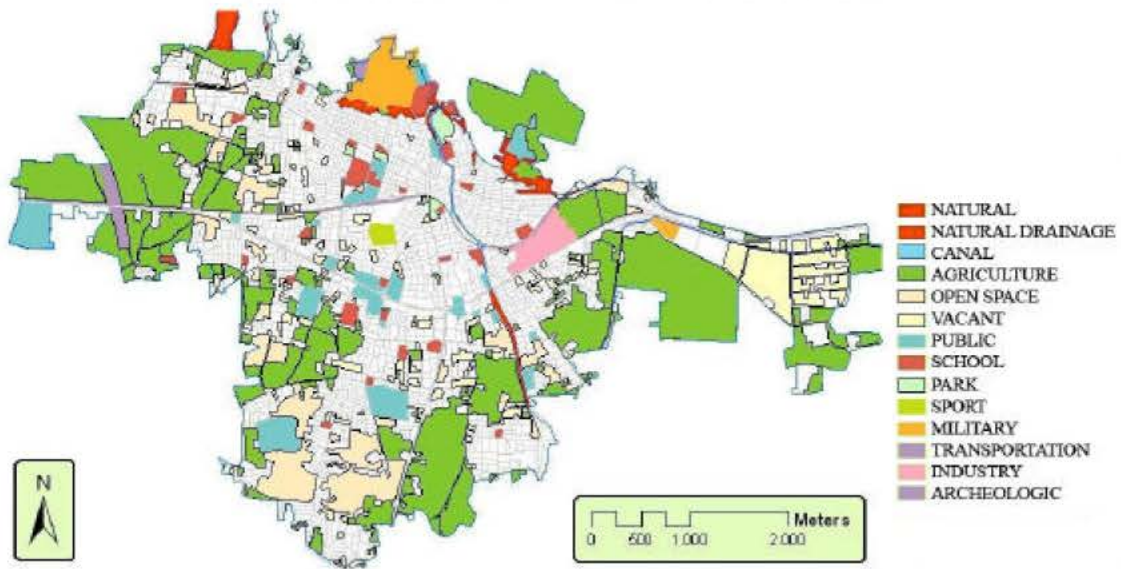 NATURAL
NATURAL DRAINAGE
CANAL
AGRICULTURE
OPEN SPACE
VACANT
PUBLIC
SCHOOL
PARK
SPORT
MILITARY
TRANSPORTATION
INDUSTRY
ARCHEOLOGIC
N
Meters
0 500 1.000 2.000